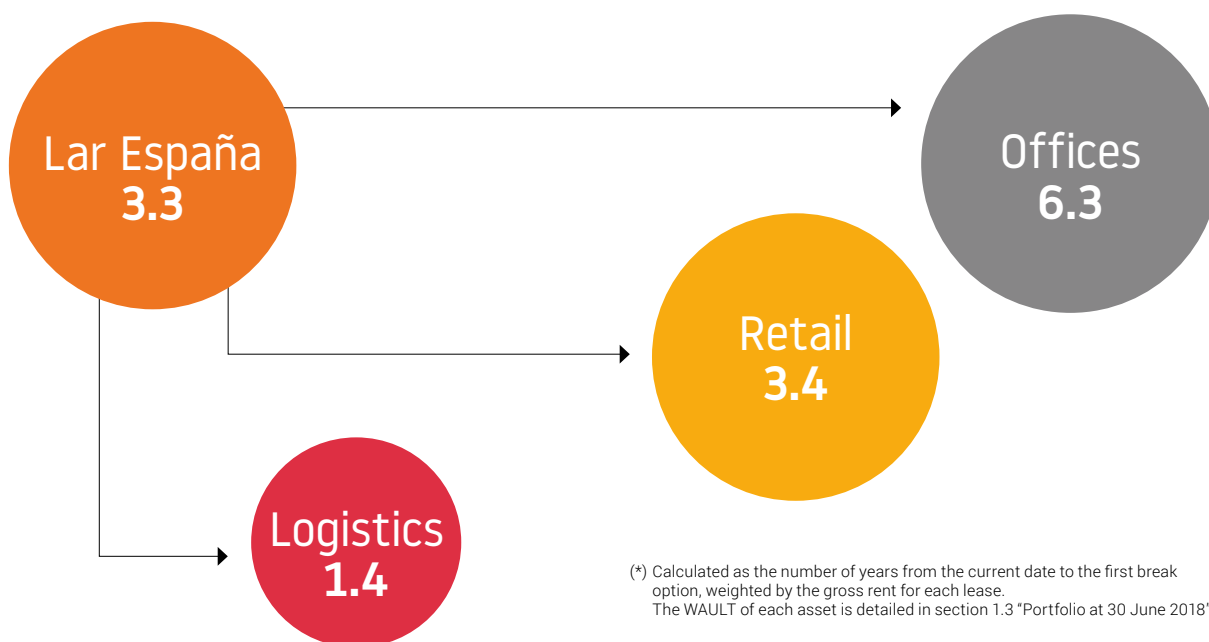 Lar España
3.3
Offices
6.3
Retail
3.4
Logistics
1.4
(*) Calculated as the number of years from the current date to the first break
option, weighted by the gross rent for each lease.
The WAULT of each asset is detailed in section 1.3 “Portfolio at 30 June 2018”